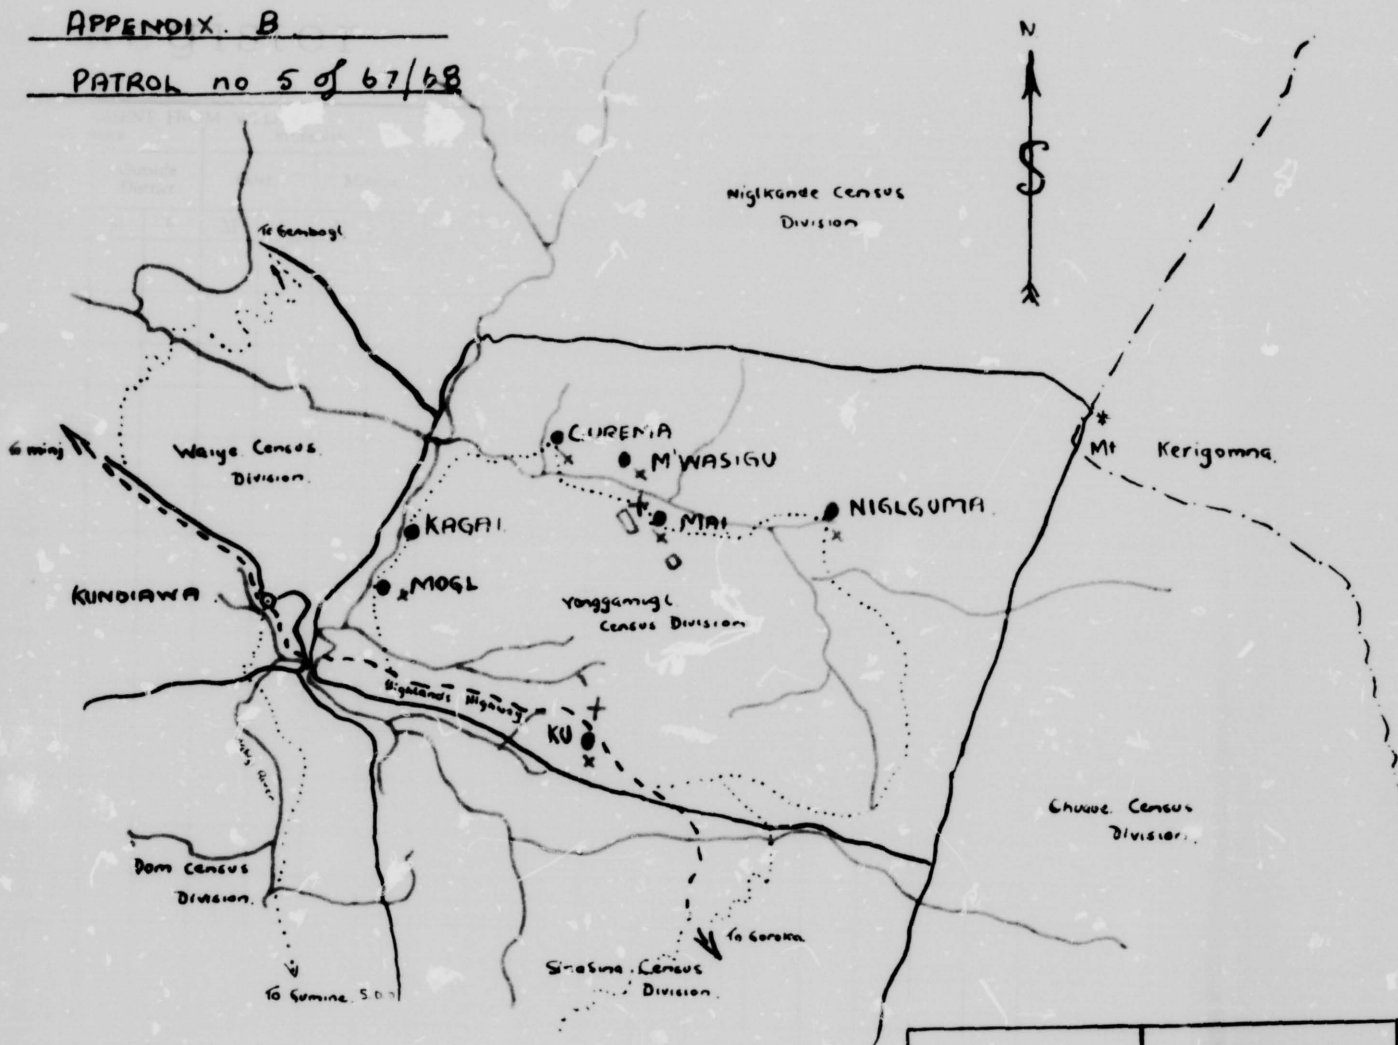 APPENDIX. B
PATROL no 5 of 67/68
N
S
Niglkande Census
Division
To Gembogl
To minj
Waiye Census
Division.
M'WASIGU
MAI
NIGLGUMA
Mt Kerigomna.
KAGAI
MOGL
KUNDIAWA
Yonggamugl
Census Division
Highlands Highway
KU
Chuave Census
Division.
Dom Census
Division.
To Goroka
SinaSina Census
Division.
To Gumine